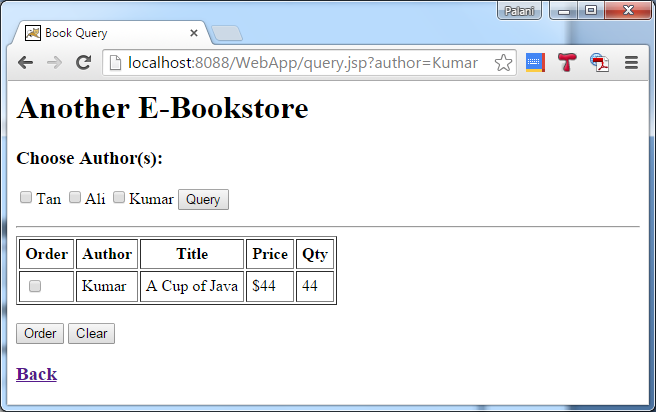 Palani
Book Query
localhost:8088/WebApp/query.jsp?author=Kumar
Another E-Bookstore
Choose Author(s):
Tan Ali Kumar Query
Order Author Title Price Qty
Kumar A Cup of Java $44 44
Order Clear
Back